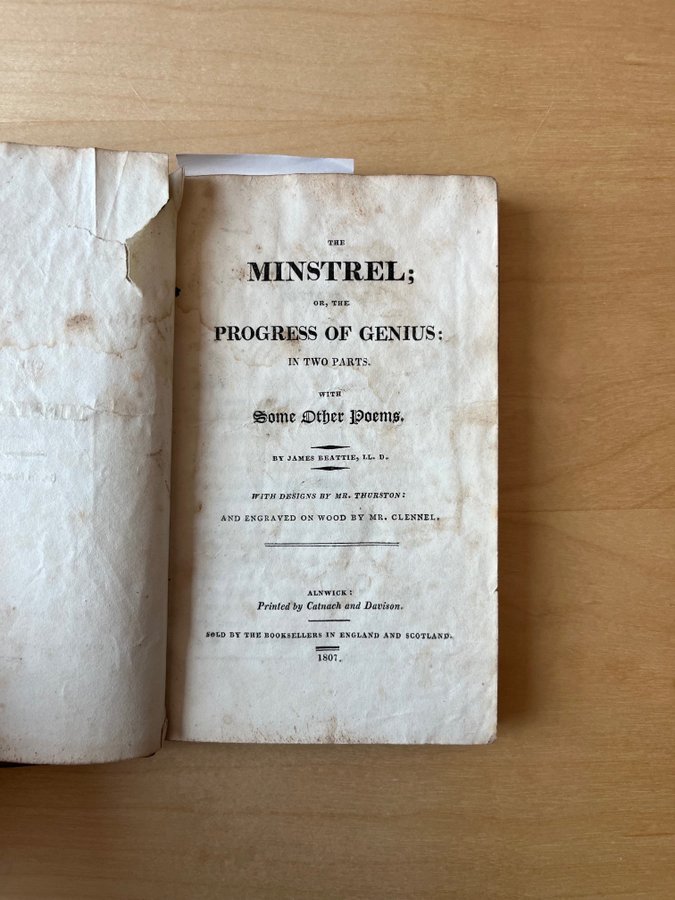 THE
MINSTREL;
OR, THE
PROGRESS OF GENIUS:
IN TWO PARTS.
WITH
Some Other Poems.
BY JAMES BEATTIE, LL. D.
WITH DESIGNS BY MR. THURSTON:
AND ENGRAVED ON WOOD BY MR. CLENNEL.
ALNWICK:
Printed by Catnach and Davison.
SOLD BY THE BOOKSELLERS IN ENGLAND AND SCOTLAND.
1807.